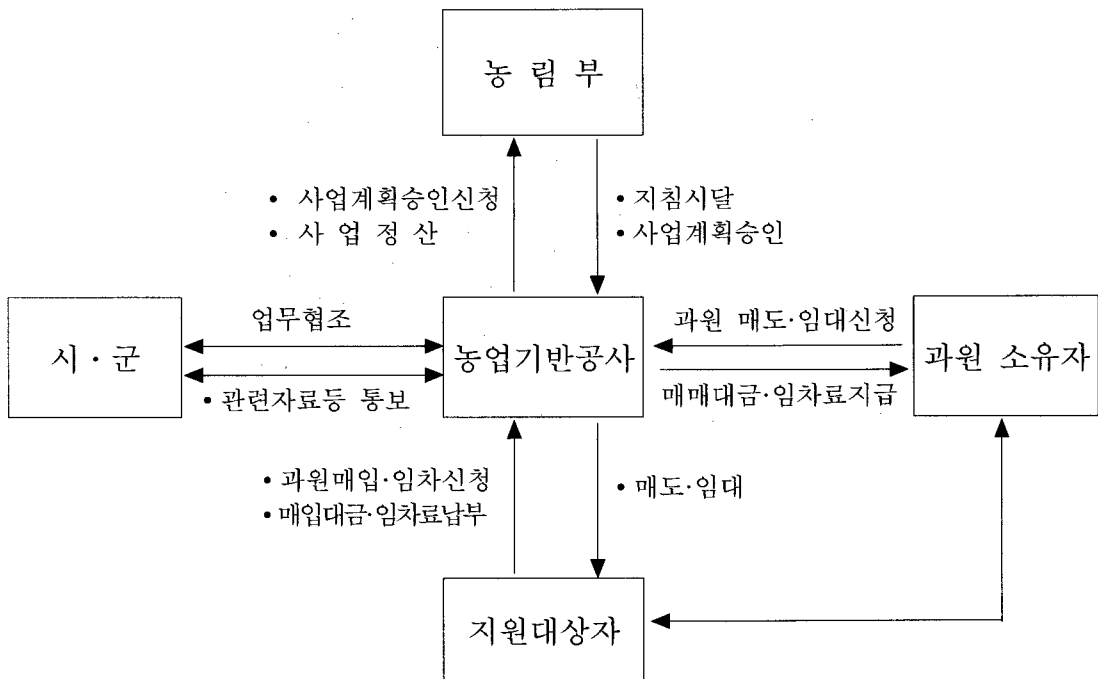 농 림 부
• 사업계획승인신청
• 사 업 정 산
• 지침시달
• 사업계획승인
시 · 군
업무협조
• 관련자료등 통보
농업기반공사
과원 매도·임대신청
매매대금·임차료지급
과원 소유자
• 과원매입·임차신청
• 매입대금·임차료납부
• 매도·임대
지원대상자